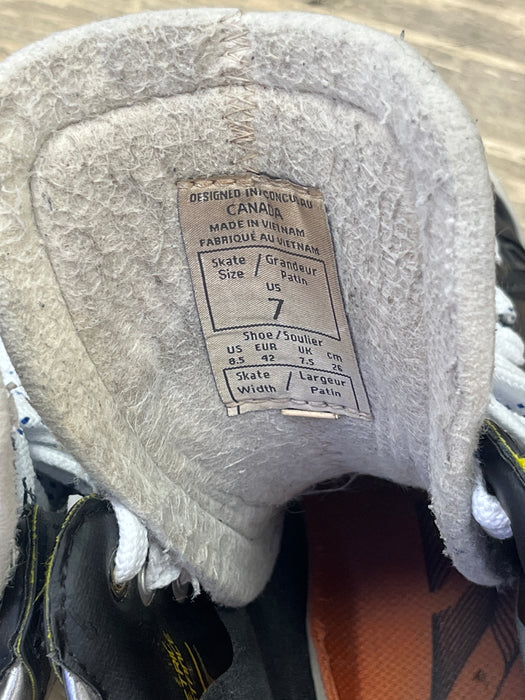 DESIGNED IN/CONÇU AU
CANADA
MADE IN VIETNAM
FABRIQUÉ AU VIETNAM
Skate / Grandeur
Size Patin
US
7
Shoe/Soulier
US EUR UK cm
8.5 42 7.5 26
Skate / Largeur
Width Patin